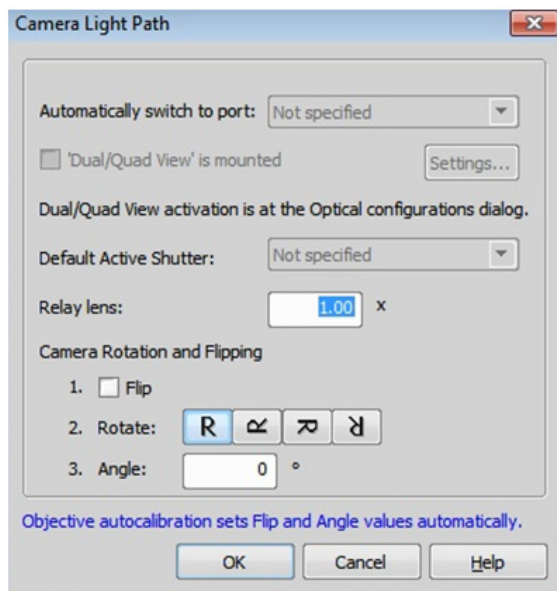 Camera Light Path
Automatically switch to port: Not specified
'Dual/Quad View' is mounted Settings...
Dual/Quad View activation is at the Optical configurations dialog.
Default Active Shutter: Not specified
Relay lens: 1.00 x
Camera Rotation and Flipping
1. Flip
2. Rotate: R R R R
3. Angle: 0 °
Objective autocalibration sets Flip and Angle values automatically.
OK Cancel Help